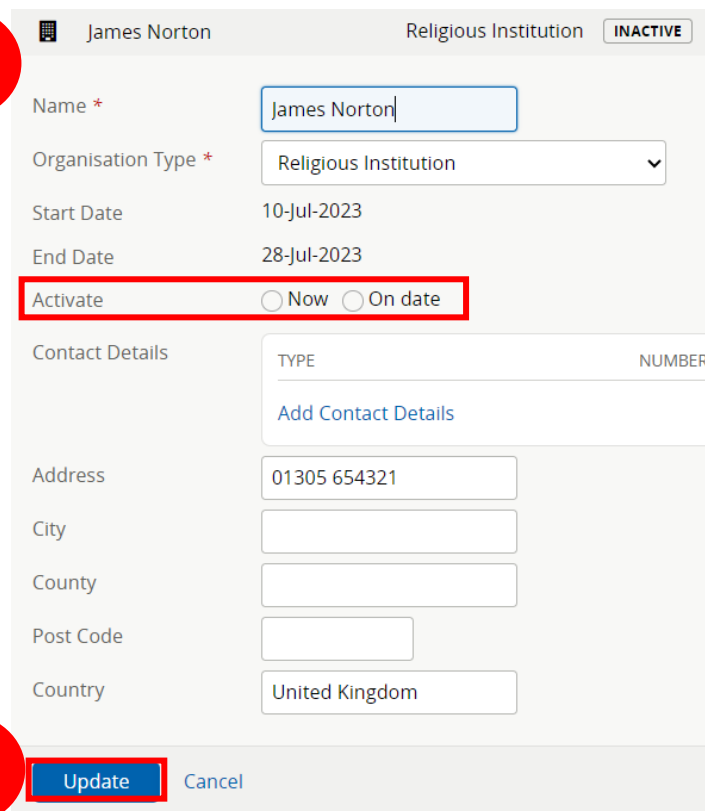 James Norton Religious Institution INACTIVE
Name * James Norton
Organisation Type * Religious Institution
Start Date 10-Jul-2023
End Date 28-Jul-2023
Activate Now On date
Contact Details TYPE NUMBER
Add Contact Details
Address 01305 654321
City
County
Post Code
Country United Kingdom
Update Cancel